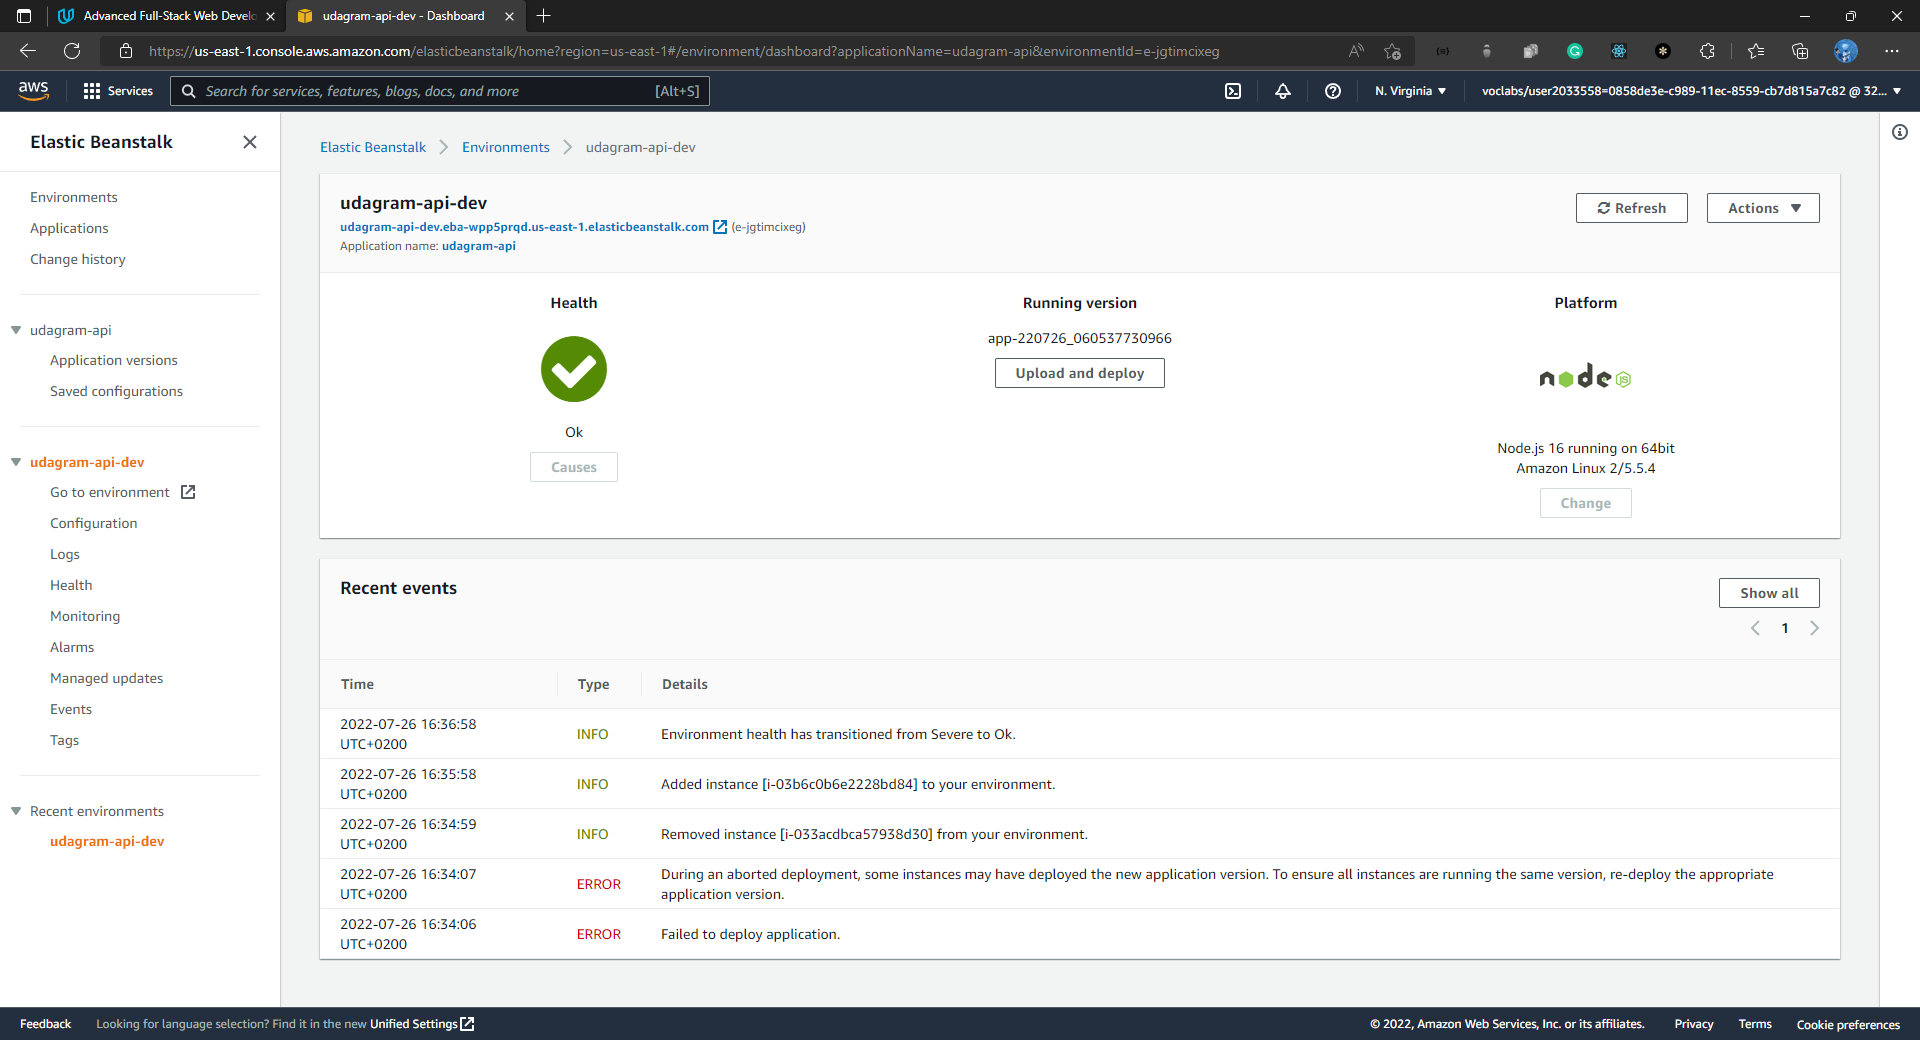 Advanced Full-Stack Web Develo
udagram-api-dev - Dashboard
https://us-east-1.console.aws.amazon.com/elasticbeanstalk/home?region=us-east-1#/environment/dashboard?applicationName=udagram-api&environmentId=e-jgtimcixeg
aws
Services
Search for services, features, blogs, docs, and more
[Alt+S]
N. Virginia
voclabs/user2033558=0858de3e-c989-11ec-8559-cb7d815a7c82 @ 32...
Elastic Beanstalk
Environments
Applications
Change history
udagram-api
Application versions
Saved configurations
udagram-api-dev
Go to environment
Configuration
Logs
Health
Monitoring
Alarms
Managed updates
Events
Tags
Recent environments
udagram-api-dev
Elastic Beanstalk
Environments
udagram-api-dev
udagram-api-dev
udagram-api-dev.eba-wpp5prqd.us-east-1.elasticbeanstalk.com (e-jgtimcixeg)
Application name: udagram-api
Refresh
Actions
Health
Ok
Causes
Running version
app-220726_060537730966
Upload and deploy
Platform
node JS
Node.js 16 running on 64bit
Amazon Linux 2/5.5.4
Change
Recent events
Show all
1
Time
Type
Details
2022-07-26 16:36:58
UTC+0200
INFO
Environment health has transitioned from Severe to Ok.
2022-07-26 16:35:58
UTC+0200
INFO
Added instance [i-03b6c0b6e2228bd84] to your environment.
2022-07-26 16:34:59
UTC+0200
INFO
Removed instance [i-033acdbca57938d30] from your environment.
2022-07-26 16:34:07
UTC+0200
ERROR
During an aborted deployment, some instances may have deployed the new application version. To ensure all instances are running the same version, re-deploy the appropriate
application version.
2022-07-26 16:34:06
UTC+0200
ERROR
Failed to deploy application.
Feedback
Looking for language selection? Find it in the new Unified Settings
© 2022, Amazon Web Services, Inc. or its affiliates.
Privacy
Terms
Cookie preferences